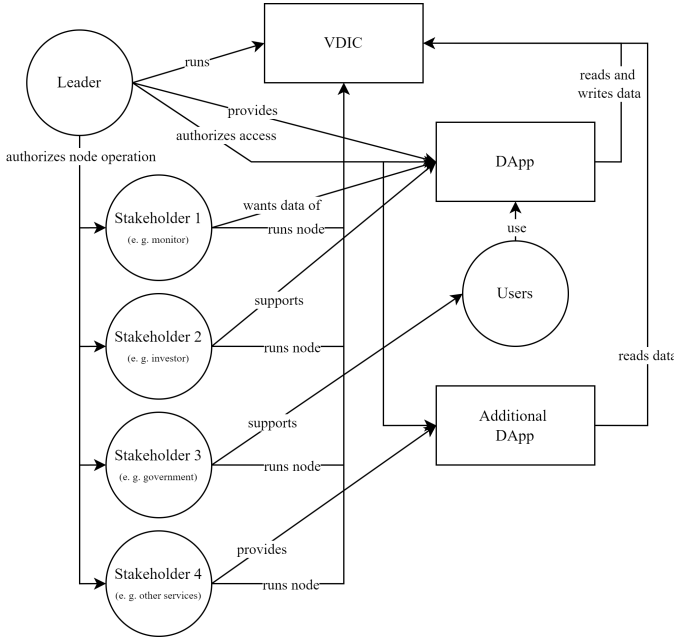 VDIC
runs
Leader
reads and
writes data
provides
authorizes access
authorizes node operation
DApp
wants data of
Stakeholder 1
(e. g. monitor)
runs node
use
Users
supports
Stakeholder 2
(e. g. investor)
runs node
reads data
supports
Additional
DApp
Stakeholder 3
(e. g. government)
runs node
provides
Stakeholder 4
(e. g. other services)
runs node